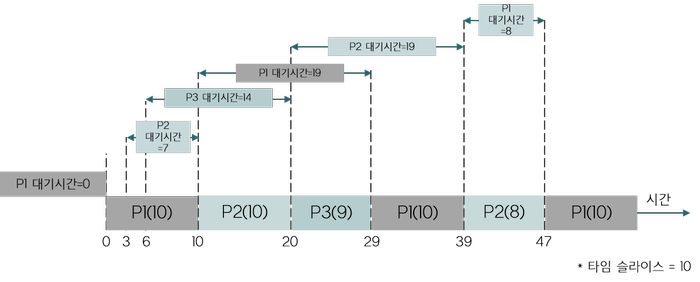 P1
대기시간
=8
P2 대기시간=19
P1 대기시간=19
P3 대기시간=14
P2
대기시간
=7
P1 대기시간=0
P1(10) P2(10) P3(9) P1(10) P2(8) P1(10)
시간
0 3 6 10 20 29 39 47
* 타임 슬라이스 = 10